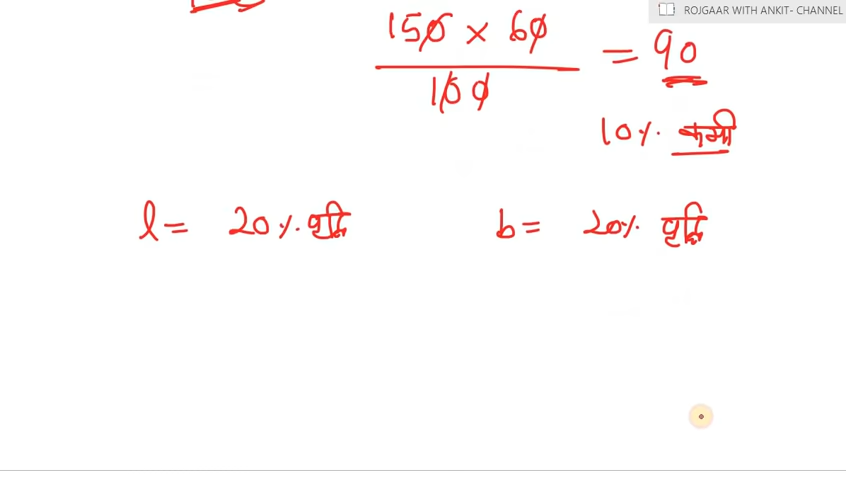 ROJGAAR WITH ANKIT- CHANNEL
150 × 60
100
= 90
10% कमी
l = 20% वृद्धि b = 20% वृद्धि